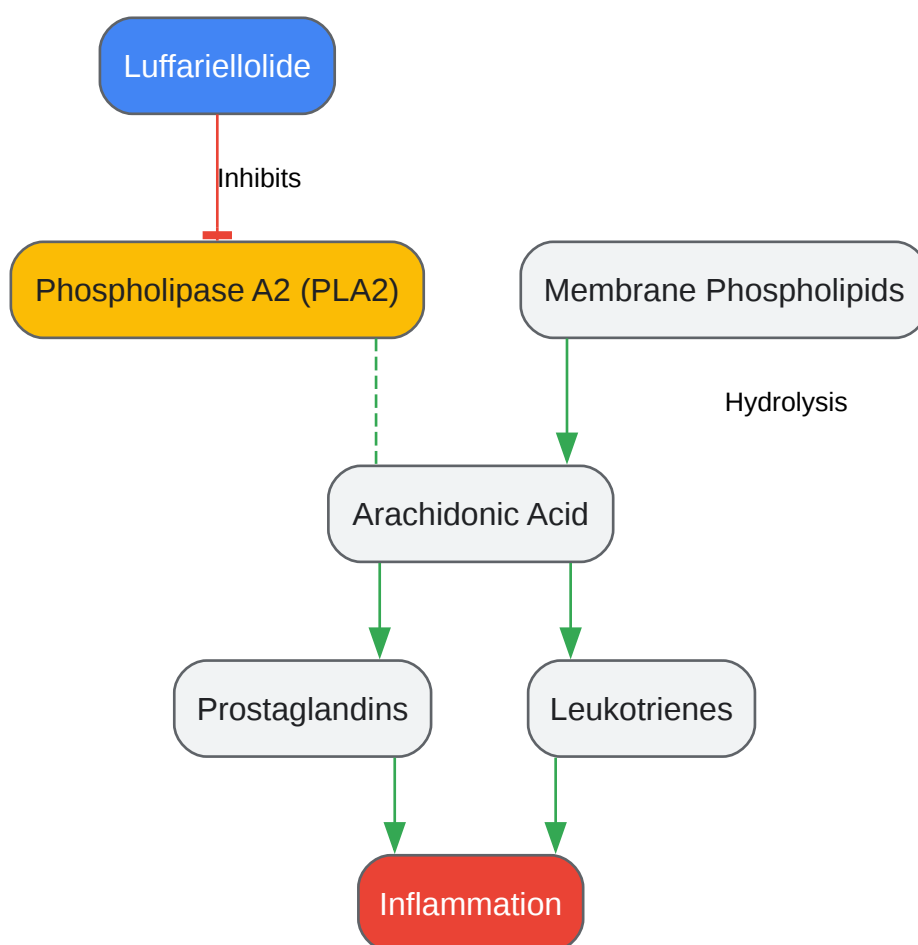 Luffariellolide
Inhibits
Phospholipase A2 (PLA2)
Membrane Phospholipids
Hydrolysis
Arachidonic Acid
Prostaglandins
Leukotrienes
Inflammation